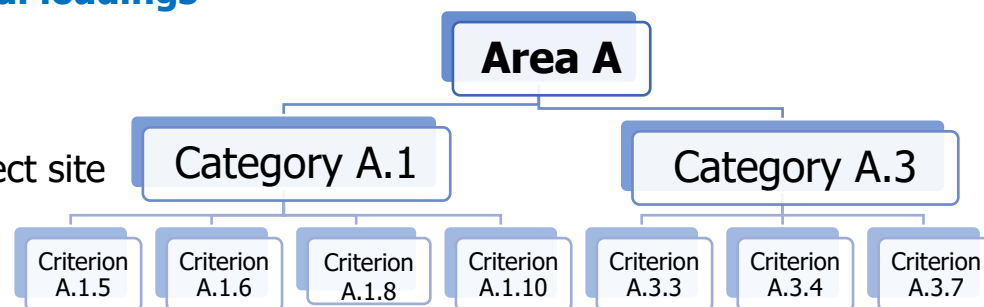 loadings
Area A
ect site
Category A.1
Category A.3
Criterion
A.1.5
Criterion
A.1.6
Criterion
A.1.8
Criterion
A.1.10
Criterion
A.3.3
Criterion
A.3.4
Criterion
A.3.7